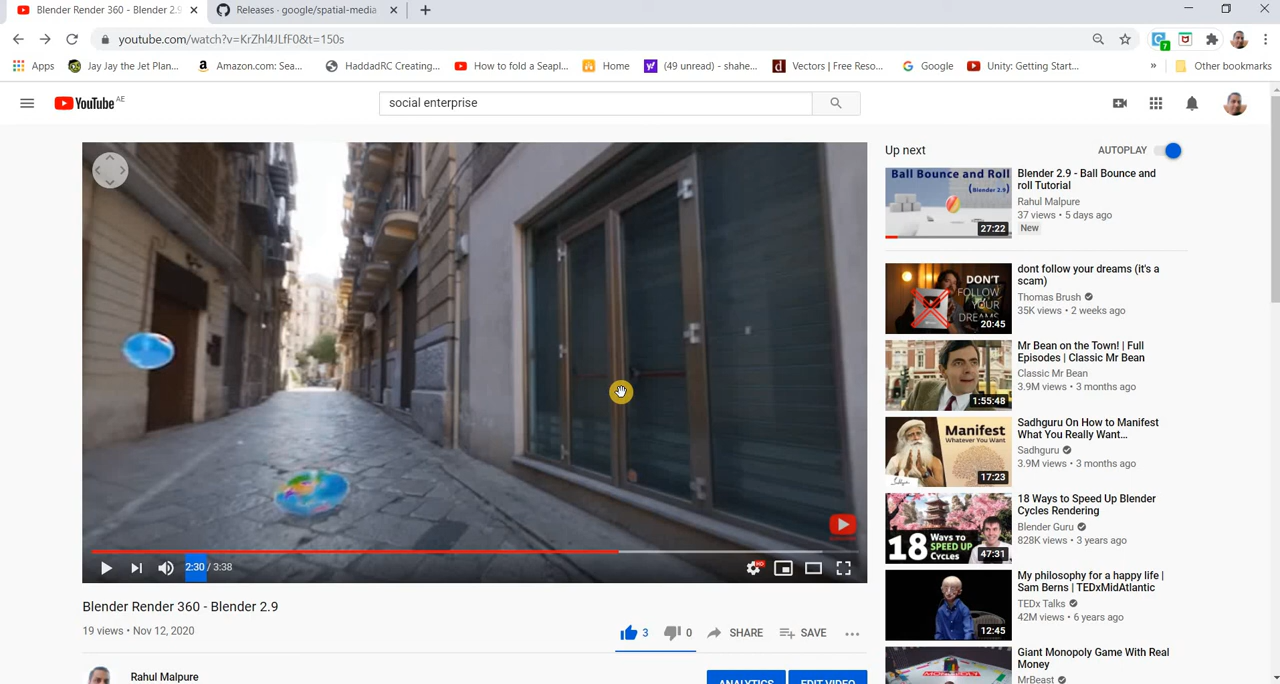 Blender Render 360 - Blender 2.9
Releases · google/spatial-media
youtube.com/watch?v=KrZhl4JLfF0&t=150s
Apps
Jay Jay the Jet Plan...
Amazon.com: Sea...
HaddadRC Creating...
How to fold a Seapl...
Home
(49 unread) - shahe...
Vectors | Free Reso...
Google
Unity: Getting Start...
»
Other bookmarks
YouTube AE
social enterprise
2:30 / 3:38
HD
Blender Render 360 - Blender 2.9
19 views • Nov 12, 2020
3
0
SHARE
SAVE
Rahul Malpure
ANALYTICS
EDIT VIDEO
Up next
AUTOPLAY
Ball Bounce and Roll
(Blender 2.9)
27:22
Blender 2.9 - Ball Bounce and
roll Tutorial
Rahul Malpure
37 views • 5 days ago
New
DON'T
FOLLOW
YOUR
DREAMS
20:45
dont follow your dreams (it's a
scam)
Thomas Brush
35K views • 2 weeks ago
1:55:48
Mr Bean on the Town! | Full
Episodes | Classic Mr Bean
Classic Mr Bean
3.9M views • 3 months ago
Manifest
Whatever You Want
Sadhguru
17:23
Sadhguru On How to Manifest
What You Really Want...
Sadhguru
3.9M views • 3 months ago
18 WAYS TO
SPEED UP
CYCLES
47:31
18 Ways to Speed Up Blender
Cycles Rendering
Blender Guru
828K views • 3 years ago
12:45
My philosophy for a happy life |
Sam Berns | TEDxMidAtlantic
TEDx Talks
42M views • 6 years ago
Giant Monopoly Game With Real
Money
MrBeast